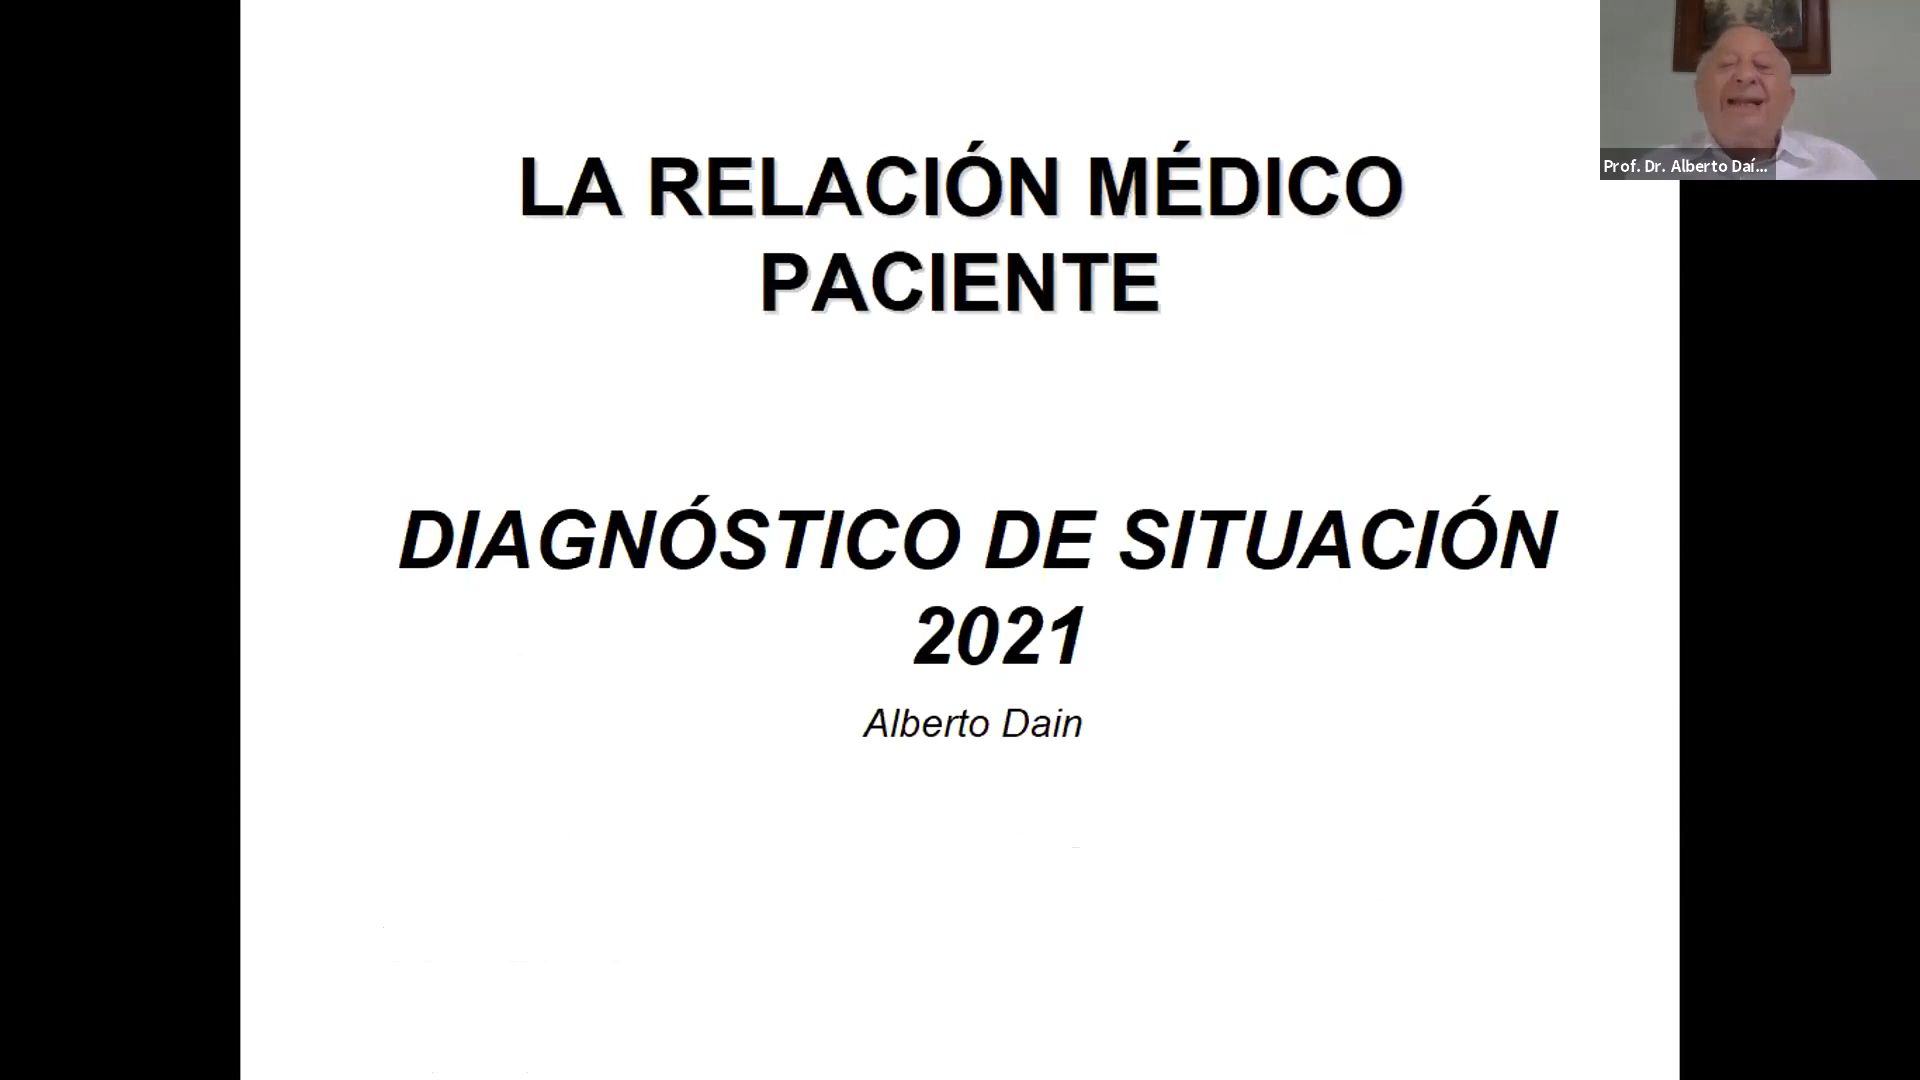 LA RELACIÓN MÉDICO
PACIENTE
DIAGNÓSTICO DE SITUACIÓN
2021
Alberto Dain
Prof. Dr. Alberto Daí...